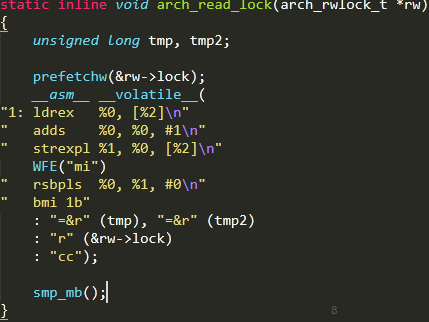 static inline void arch_read_lock(arch_rwlock_t *rw)
{
    unsigned long tmp, tmp2;

    prefetchw(&rw->lock);
    __asm__ __volatile__(
"1: ldrex   %0, [%2]\n"
"   adds    %0, %0, #1\n"
"   strexpl %1, %0, [%2]\n"
    WFE("mi")
"   rsbpls  %0, %1, #0\n"
"   bmi 1b"
    : "=&r" (tmp), "=&r" (tmp2)
    : "r" (&rw->lock)
    : "cc");

    smp_mb();
8
}